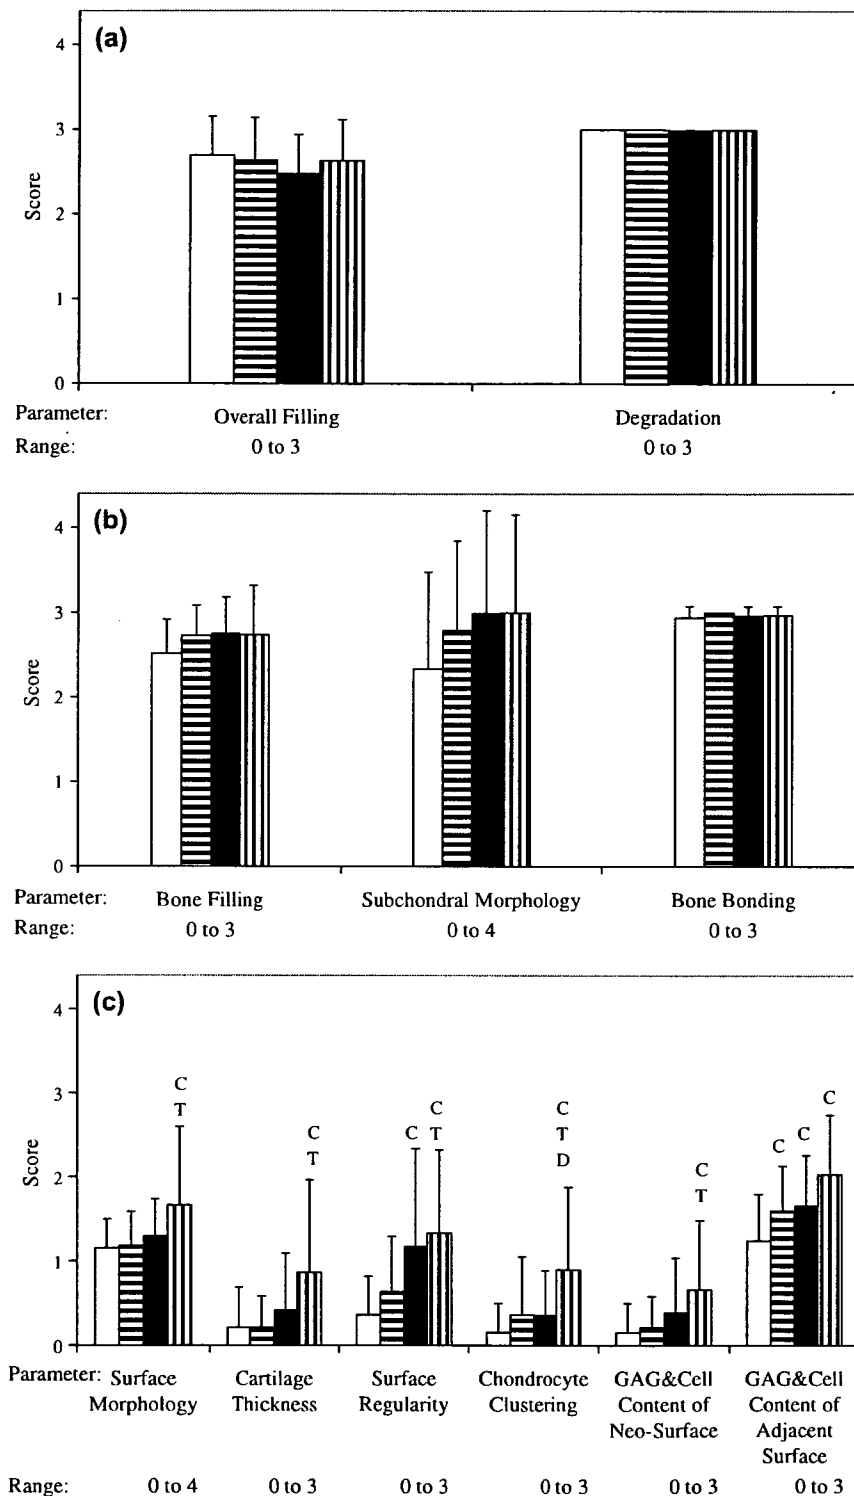 (a)
4
3
2
1
0
Score
Parameter: Overall Filling Degradation
Range: 0 to 3 0 to 3
(b)
4
3
2
1
0
Score
Parameter: Bone Filling Subchondral Morphology Bone Bonding
Range: 0 to 3 0 to 4 0 to 3
(c)
4
3
2
1
0
Score
C
T
C
T
C
C
T
C
T
D
C
T
C
C
C
Parameter: Surface Cartilage Surface Chondrocyte GAG&Cell GAG&Cell
Morphology Thickness Regularity Clustering Content of Content of
Neo-Surface Adjacent
Surface
Range: 0 to 4 0 to 3 0 to 3 0 to 3 0 to 3 0 to 3